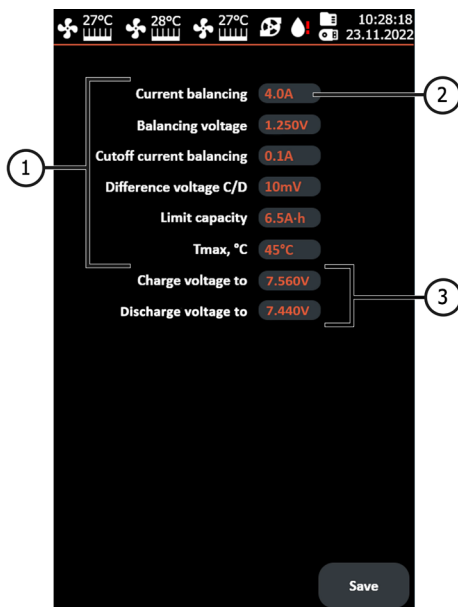 27°C 28°C 27°C 10:28:18
23.11.2022
Current balancing 4.0A
2
Balancing voltage 1.250V
1
Cutoff current balancing 0.1A
Difference voltage C/D 10mV
Limit capacity 6.5A·h
Tmax, °C 45°C
Charge voltage to 7.560V
3
Discharge voltage to 7.440V
Save